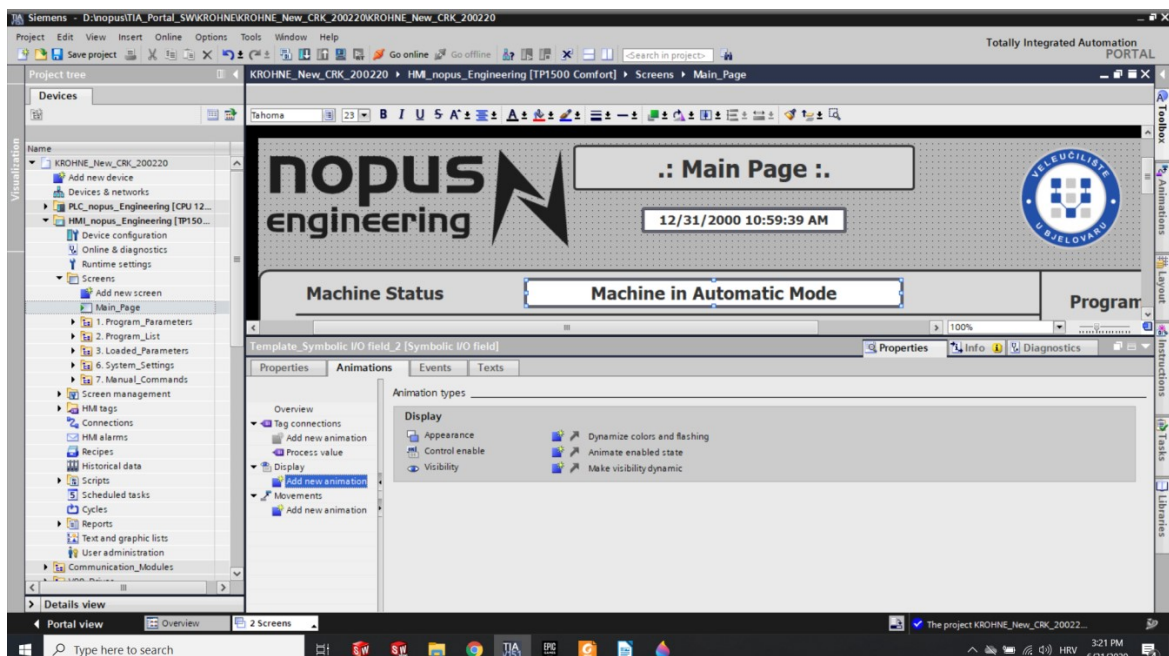 Siemens - D:\nopus\TIA_Portal_SW\KROHNE\KROHNE_New_CRK_200220\KROHNE_New_CRK_200220
Project Edit View Insert Online Options Tools Window Help
Totally Integrated Automation
PORTAL
Save project Go online Go offline <Search in project>
Project tree
KROHNE_New_CRK_200220 HMI_nopus_Engineering [TP1500 Comfort] Screens Main_Page
Devices
Tahoma 23 B I U S A
Name
KROHNE_New_CRK_200220
Add new device
Devices & networks
PLC_nopus_Engineering [CPU 12...
HMI_nopus_Engineering [TP150...
Device configuration
Online & diagnostics
Runtime settings
Screens
Add new screen
Main_Page
1. Program_Parameters
2. Program_List
3. Loaded_Parameters
6. System_Settings
7. Manual_Commands
Screen management
HMI tags
Connections
HMI alarms
Recipes
Historical data
Scripts
Scheduled tasks
Cycles
Reports
Text and graphic lists
User administration
Communication_Modules
Details view
Visualization
nopus
engineering
N
.: Main Page :.
12/31/2000 10:59:39 AM
VELEUČILIŠTE
U BJELOVARU
Machine Status
Machine in Automatic Mode
Program
100%
Template_Symbolic I/O field_2 [Symbolic I/O field]
Properties Info Diagnostics
Properties Animations Events Texts
Overview
Tag connections
Add new animation
Process value
Display
Add new animation
Movements
Add new animation
Animation types
Display
Appearance Dynamize colors and flashing
Control enable Animate enabled state
Visibility Make visibility dynamic
Toolbox
Animations
Layout
Instructions
Tasks
Libraries
Portal view Overview 2 Screens
The project KROHNE_New_CRK_20022...
Type here to search
TIA
V15
EPIC
HRV
3:21 PM